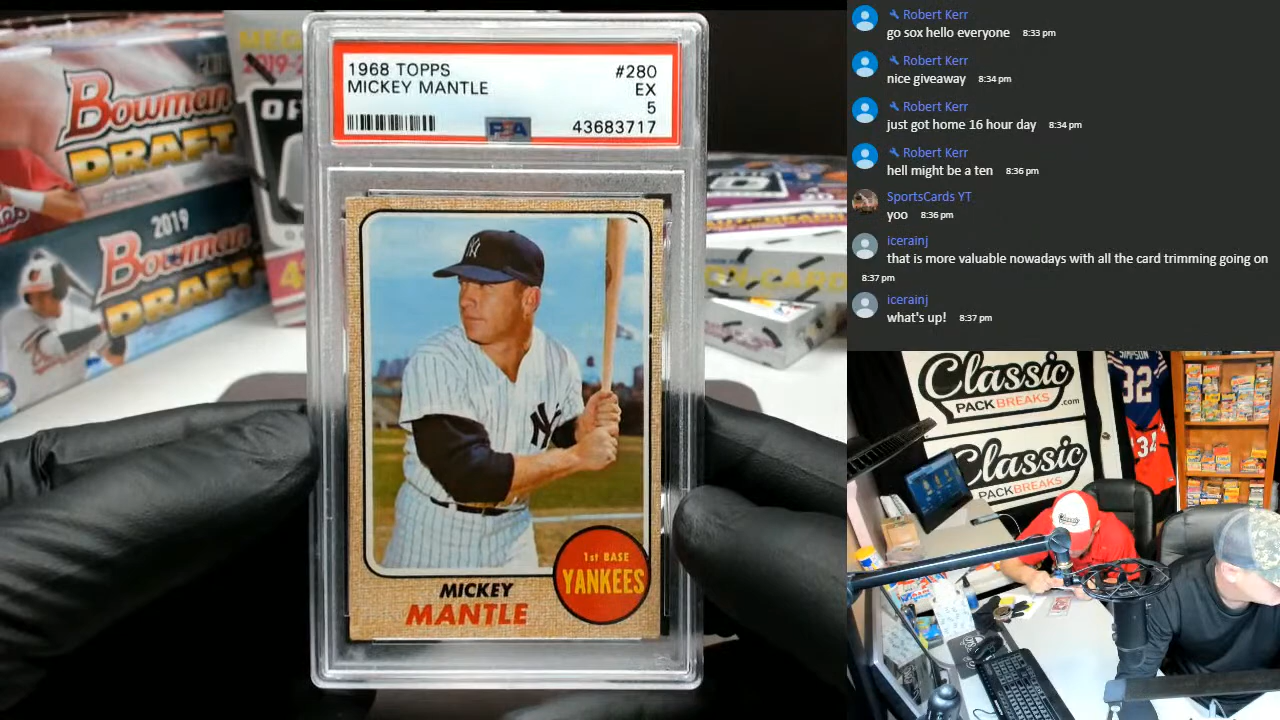 1968 TOPPS #280
MICKEY MANTLE EX
5
PSA 43683717
MICKEY
MANTLE
1st BASE
YANKEES
Bowman
DRAFT
2019
Bowman
DRAFT
Robert Kerr
go sox hello everyone 8:33 pm
Robert Kerr
nice giveaway 8:34 pm
Robert Kerr
just got home 16 hour day 8:34 pm
Robert Kerr
hell might be a ten 8:36 pm
SportsCards YT
yoo 8:36 pm
icerainj
that is more valuable nowadays with all the card trimming going on
8:37 pm
icerainj
what's up! 8:37 pm
Classic
PACKBREAKS.com
Classic
PACKBREAKS
SIMPSON
32
34